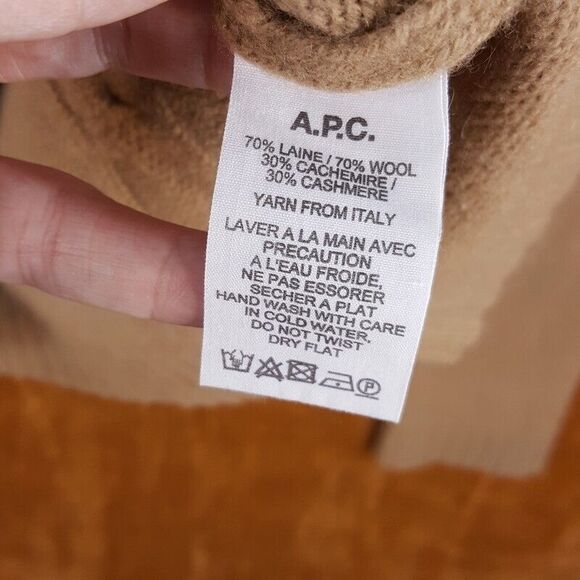 A.P.C.
70% LAINE / 70% WOOL
30% CACHEMIRE /
30% CASHMERE
YARN FROM ITALY
LAVER A LA MAIN AVEC
PRECAUTION
A L'EAU FROIDE,
NE PAS ESSORER
SECHER A PLAT
HAND WASH WITH CARE
IN COLD WATER.
DO NOT TWIST
DRY FLAT
P